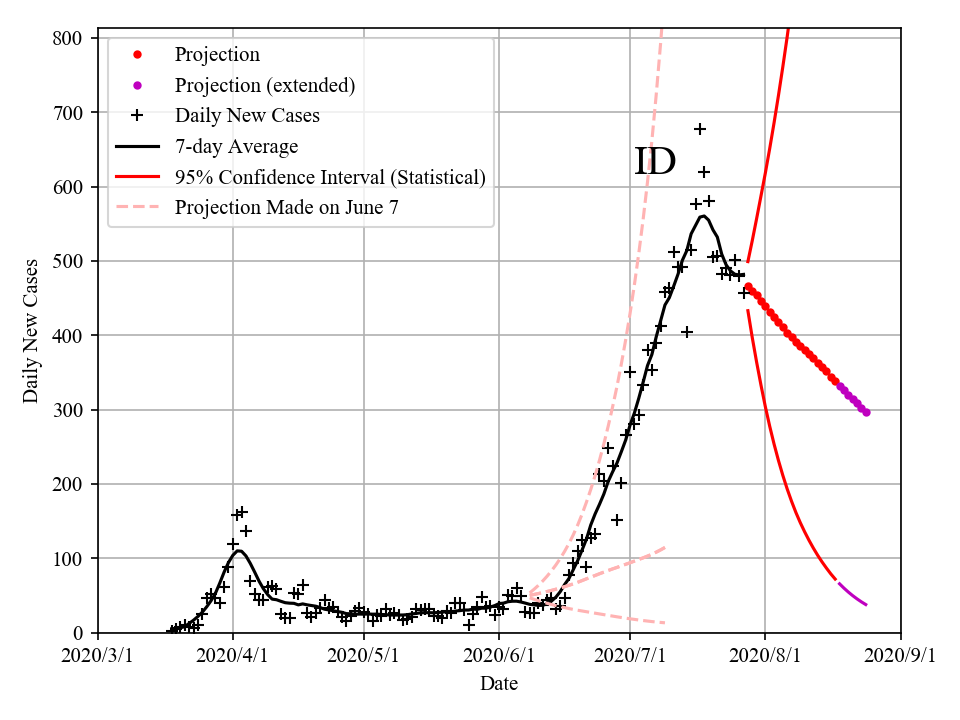 800
700
600
500
400
300
200
100
0
Daily New Cases
Projection
Projection (extended)
Daily New Cases
7-day Average
95% Confidence Interval (Statistical)
Projection Made on June 7
ID
2020/3/1 2020/4/1 2020/5/1 2020/6/1 2020/7/1 2020/8/1 2020/9/1
Date